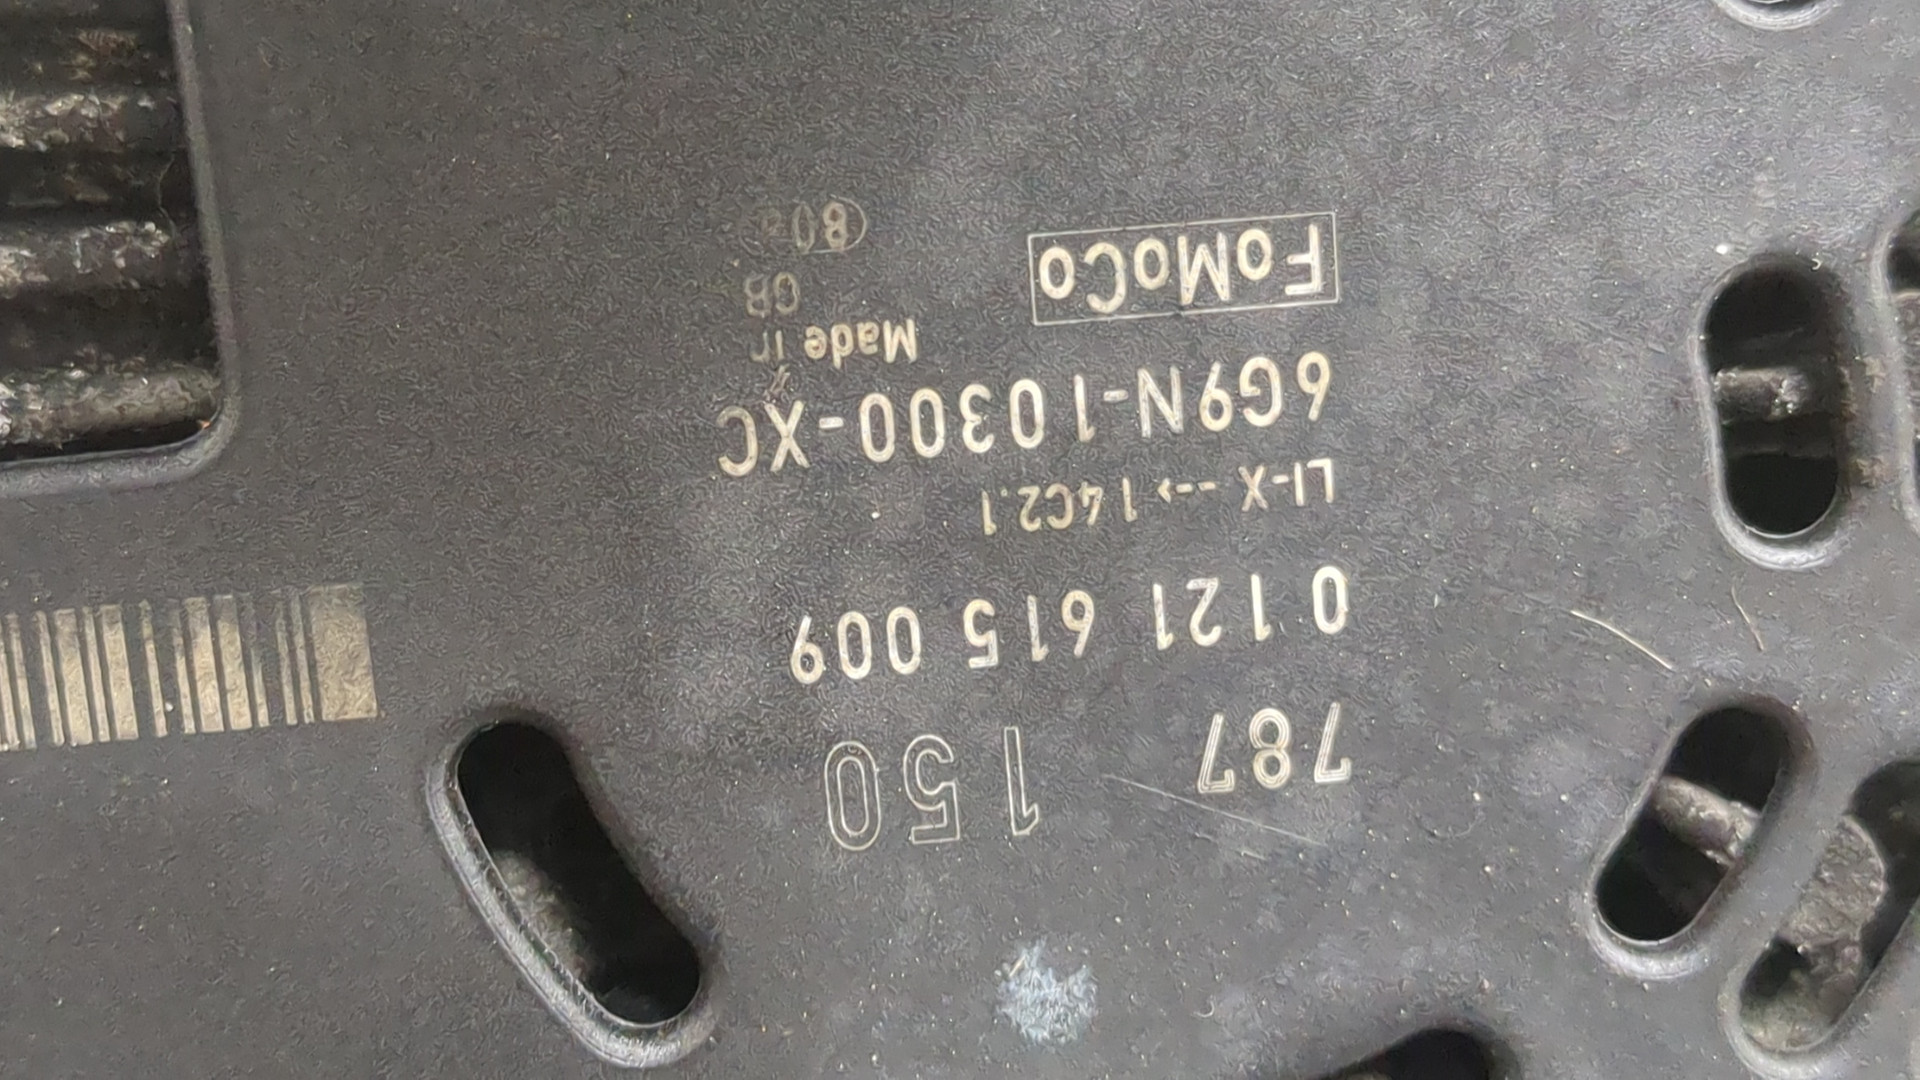 FoMoCo
Made in
GB
6G9N-10300-XC
LI-X --→ 14C2.1
0 121 615 009
787 150